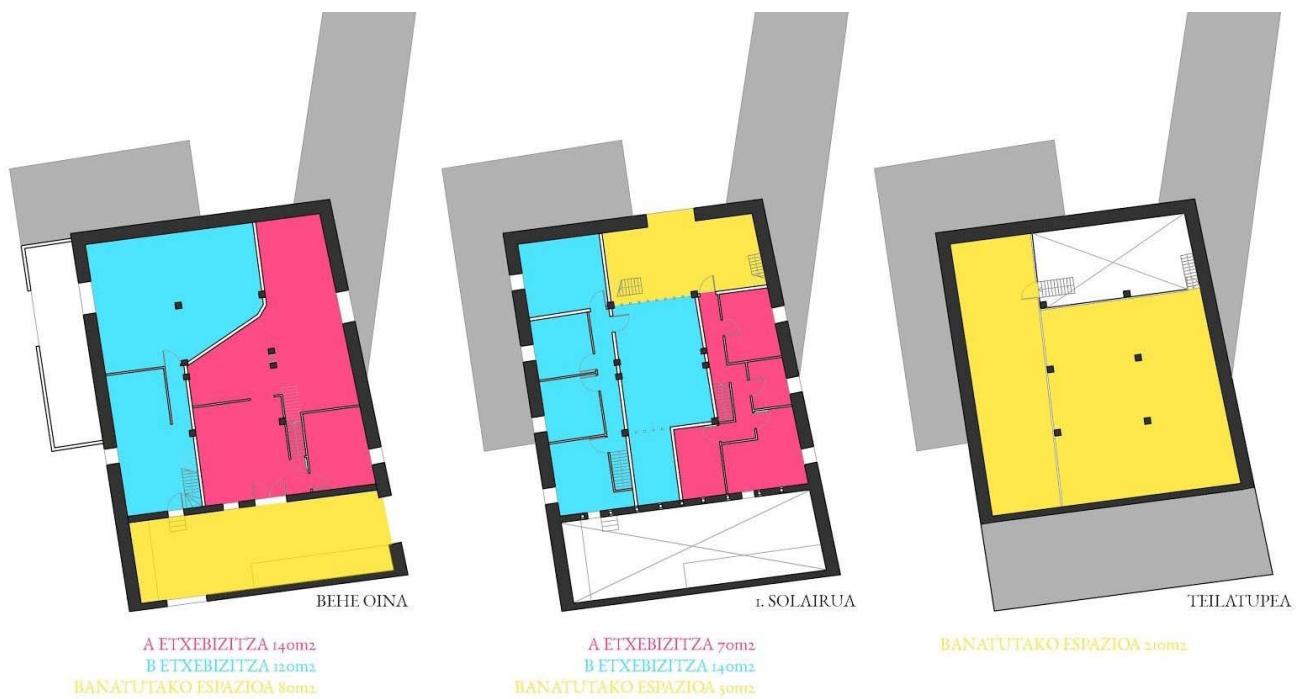 BEHE OINA
A ETXEBIZITZA 140m2
B ETXEBIZITZA 120m2
BANATUTAKO ESPAZIOA 80m2
1. SOLAIRUA
A ETXEBIZITZA 70m2
B ETXEBIZITZA 140m2
BANATUTAKO ESPAZIOA 50m2
TEILATUPEA
BANATUTAKO ESPAZIOA 210m2